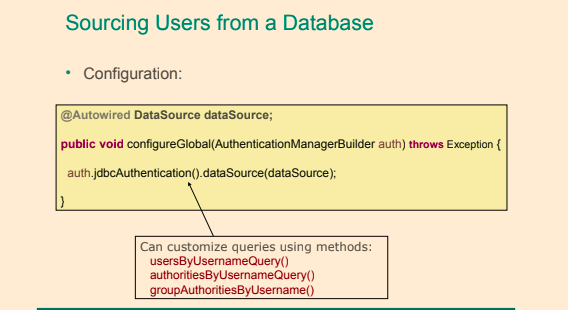 Sourcing Users from a Database
• Configuration:
@Autowired DataSource dataSource;
public void configureGlobal(AuthenticationManagerBuilder auth) throws Exception {
auth.jdbcAuthentication().dataSource(dataSource);
}
Can customize queries using methods:
usersByUsernameQuery()
authoritiesByUsernameQuery()
groupAuthoritiesByUsername()